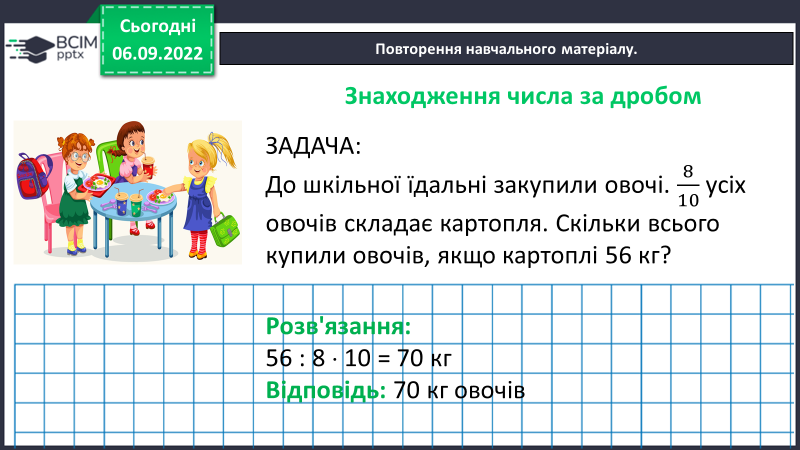 Сьогодні
06.09.2022
BCIM
pptx
Повторення навчального матеріалу.
Знаходження числа за дробом
ЗАДАЧА:
До шкільної їдальні закупили овочі. 8/10 усіх
овочів складає картопля. Скільки всього
купили овочів, якщо картоплі 56 кг?
Розв'язання:
56 : 8 · 10 = 70 кг
Відповідь: 70 кг овочів